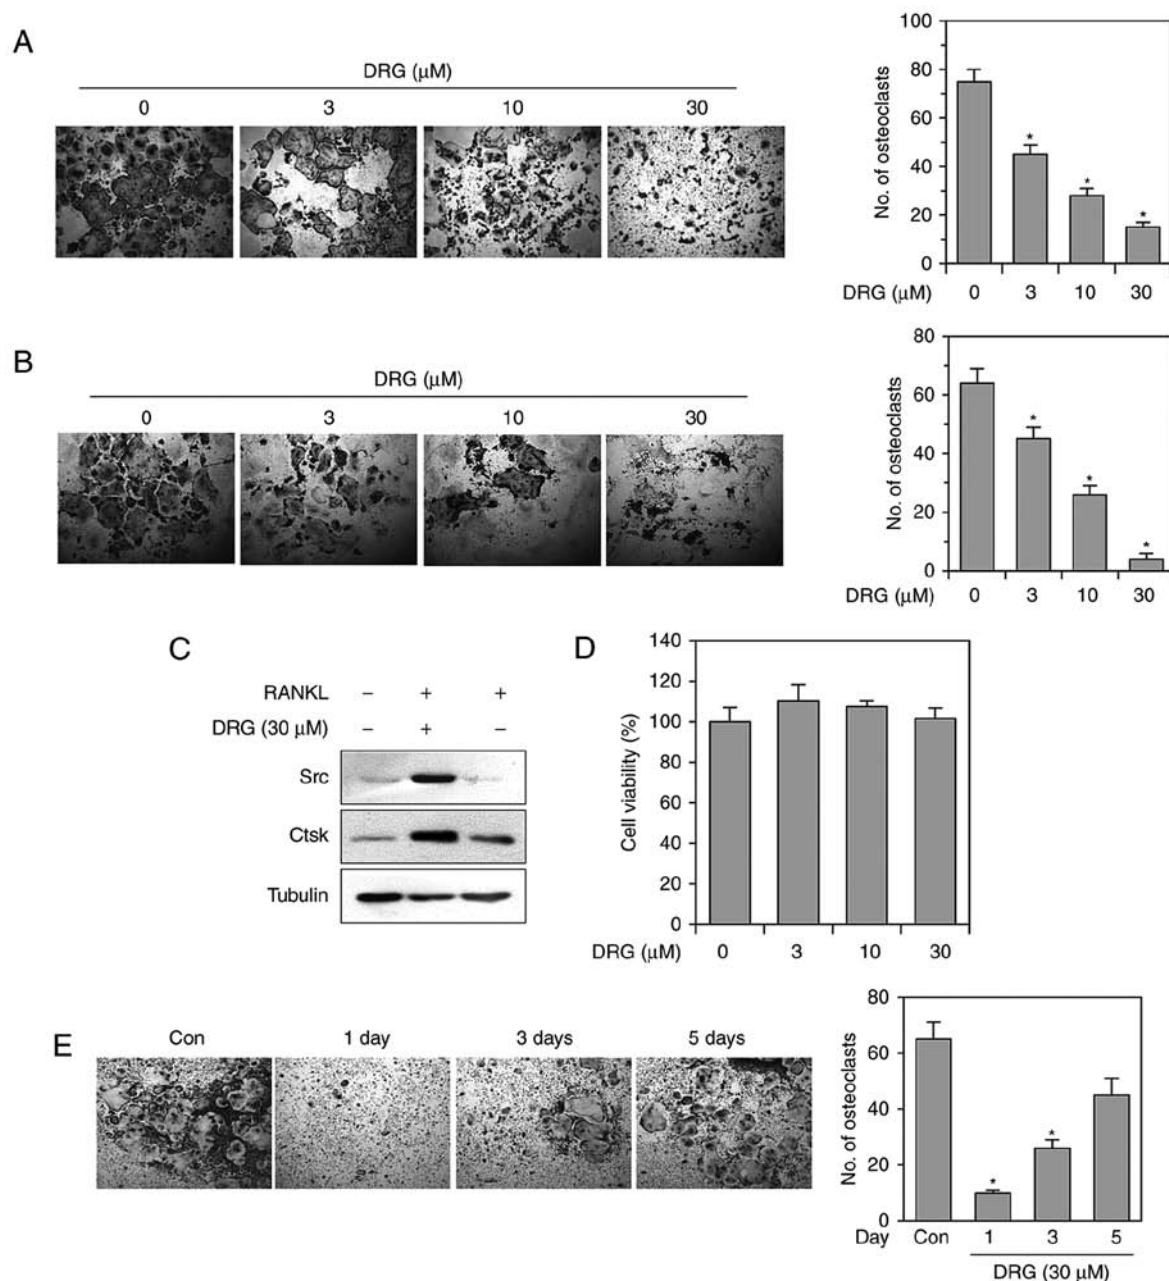 A
DRG (μM)
0 3 10 30
No. of osteoclasts
100
80
60
40
20
0
* * *
DRG (μM) 0 3 10 30
B
DRG (μM)
0 3 10 30
No. of osteoclasts
80
60
40
20
0
* * *
DRG (μM) 0 3 10 30
C
RANKL – + +
DRG (30 μM) – + –
Src
Ctsk
Tubulin
D
Cell viability (%)
140
120
100
80
60
40
20
0
DRG (μM) 0 3 10 30
E
Con 1 day 3 days 5 days
No. of osteoclasts
80
60
40
20
0
* *
Day Con 1 3 5
DRG (30 μM)